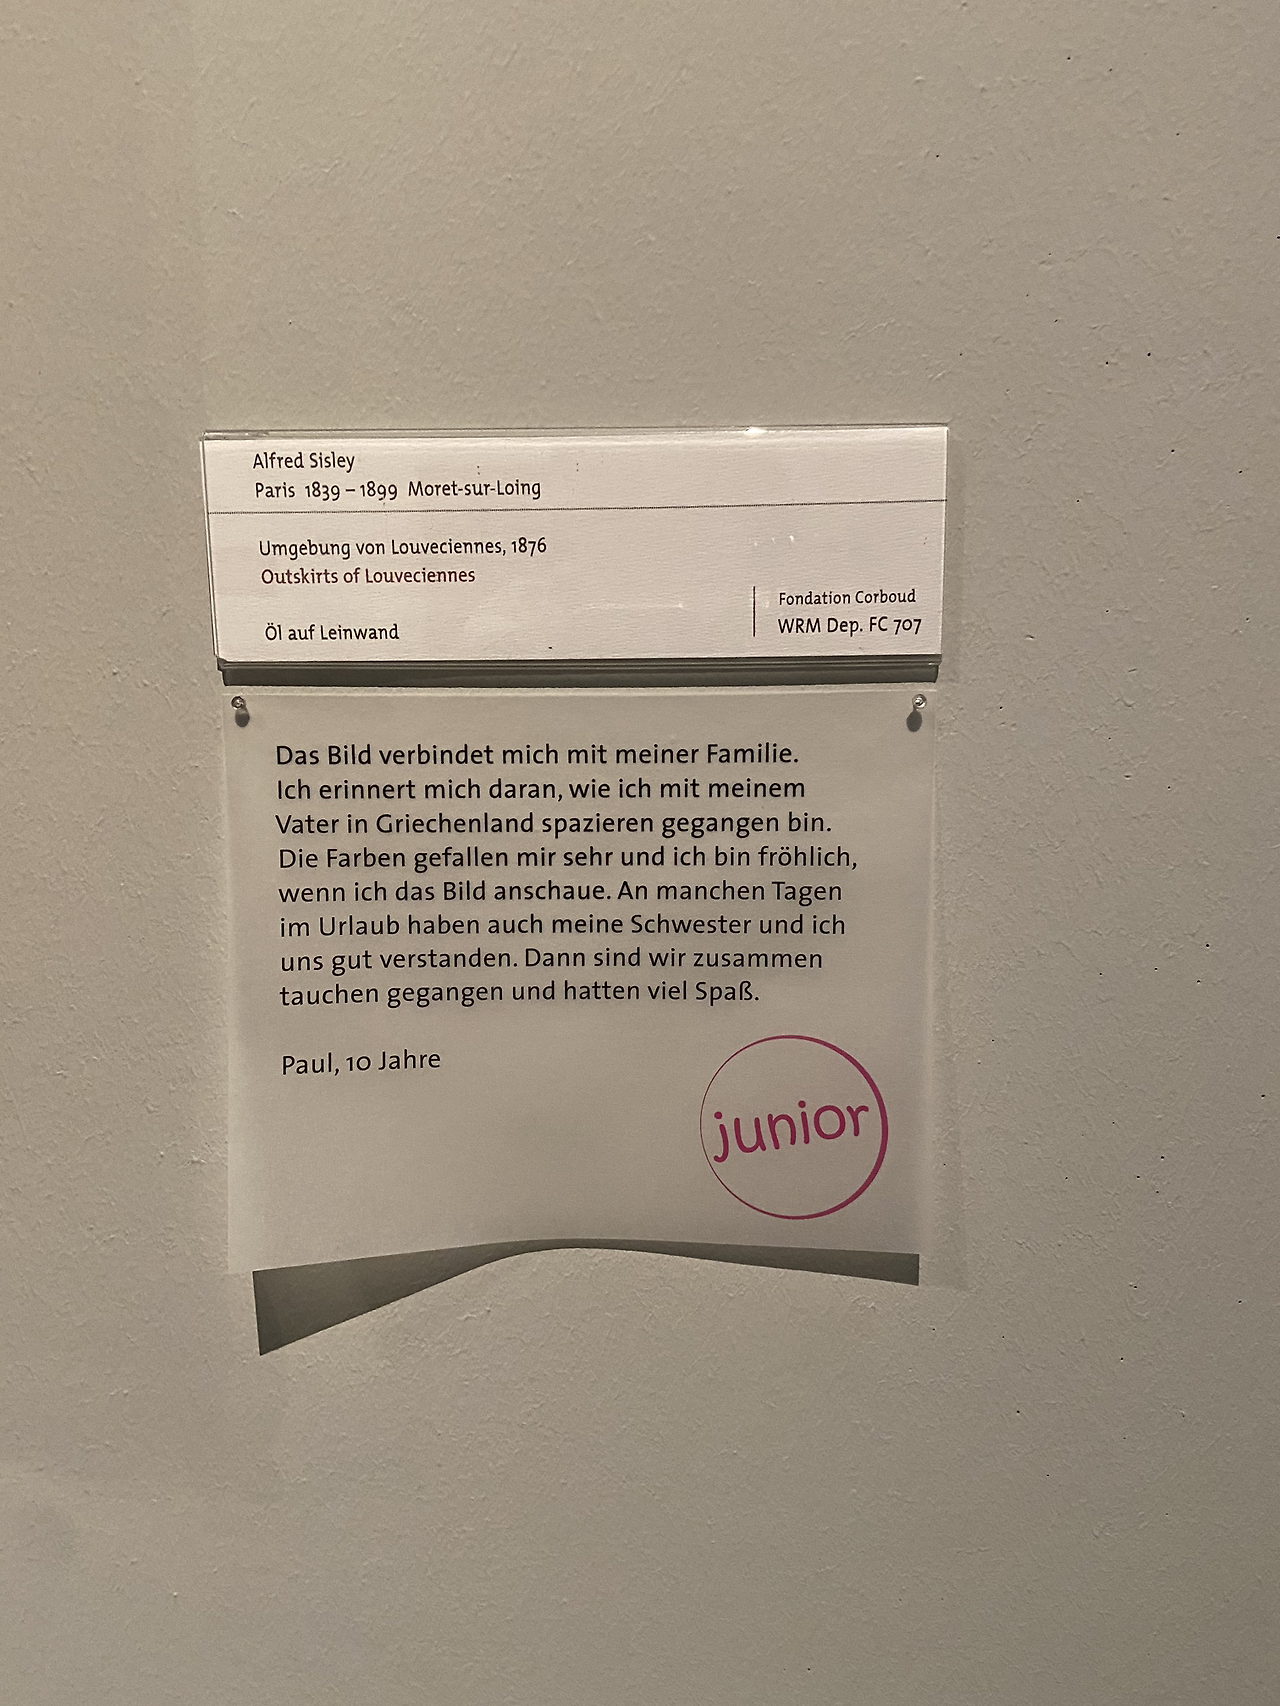 Alfred Sisley
Paris 1839 – 1899 Moret-sur-Loing
Umgebung von Louveciennes, 1876
Outskirts of Louveciennes
Öl auf Leinwand
Fondation Corboud
WRM Dep. FC 707
Das Bild verbindet mich mit meiner Familie.
Ich erinnert mich daran, wie ich mit meinem
Vater in Griechenland spazieren gegangen bin.
Die Farben gefallen mir sehr und ich bin fröhlich,
wenn ich das Bild anschaue. An manchen Tagen
im Urlaub haben auch meine Schwester und ich
uns gut verstanden. Dann sind wir zusammen
tauchen gegangen und hatten viel Spaß.
Paul, 10 Jahre
junior